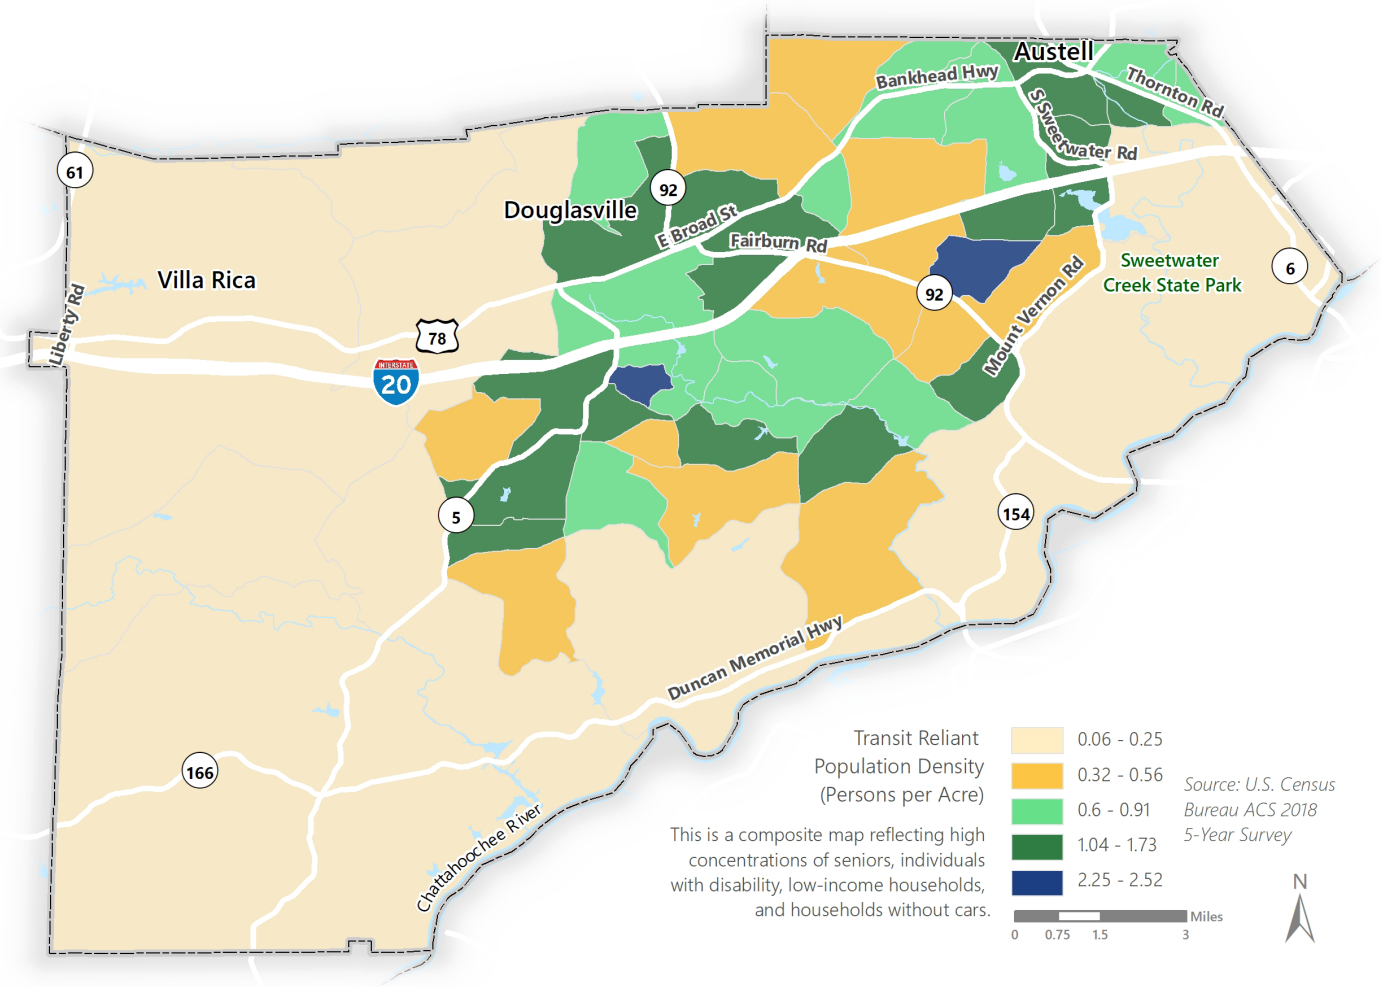 Austell
Bankhead Hwy
Thornton Rd
S Sweetwater Rd
61
92
Douglasville
E Broad St
Fairburn Rd
Villa Rica
Sweetwater
Creek State Park
6
92
Mount Vernon Rd
Liberty Rd
78
INTERSTATE
20
5
154
Duncan Memorial Hwy
166
Chattahoochee River
Transit Reliant
Population Density
(Persons per Acre)
0.06 - 0.25
0.32 - 0.56
0.6 - 0.91
1.04 - 1.73
2.25 - 2.52
Source: U.S. Census
Bureau ACS 2018
5-Year Survey
This is a composite map reflecting high
concentrations of seniors, individuals
with disability, low-income households,
and households without cars.
N
Miles
0 0.75 1.5 3